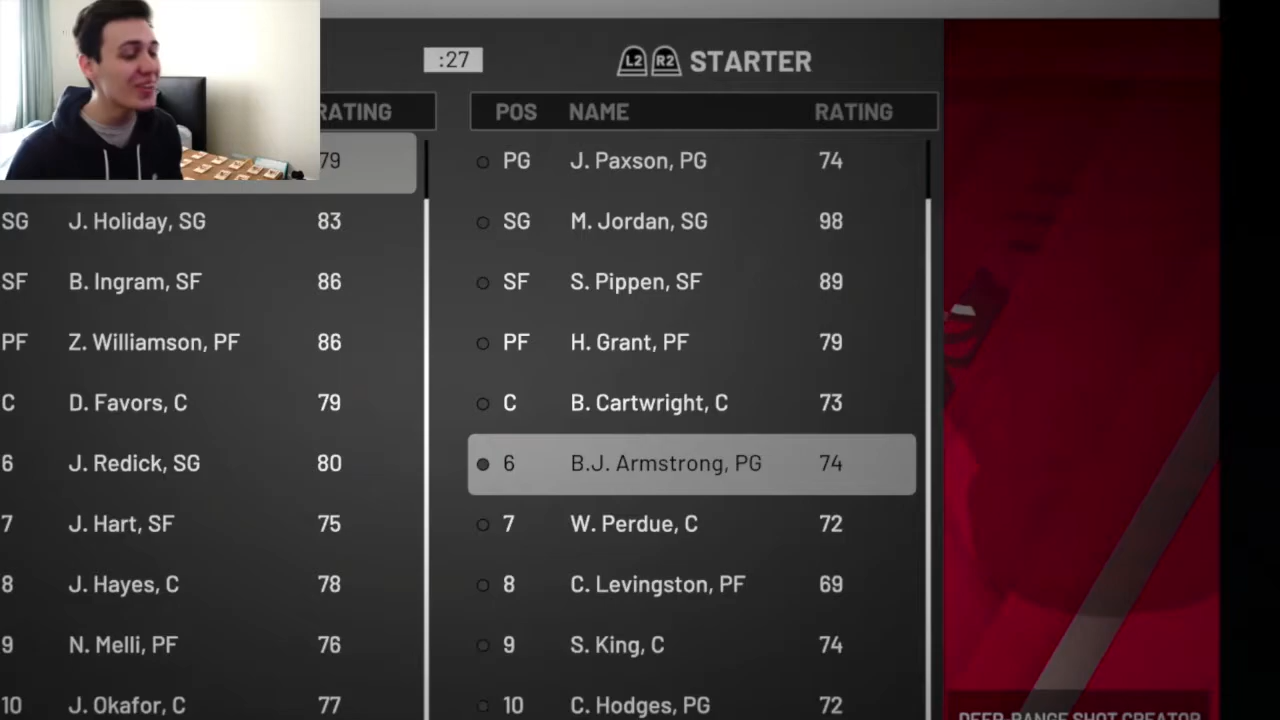 :27
L2 R2 STARTER
RATING
POS NAME RATING
79
PG J. Paxson, PG 74
SG J. Holiday, SG 83
SG M. Jordan, SG 98
SF B. Ingram, SF 86
SF S. Pippen, SF 89
PF Z. Williamson, PF 86
PF H. Grant, PF 79
C D. Favors, C 79
C B. Cartwright, C 73
6 J. Redick, SG 80
6 B.J. Armstrong, PG 74
7 J. Hart, SF 75
7 W. Perdue, C 72
8 J. Hayes, C 78
8 C. Levingston, PF 69
9 N. Melli, PF 76
9 S. King, C 74
10 J. Okafor, C 77
10 C. Hodges, PG 72
DEEP-RANGE SHOT CREATOR